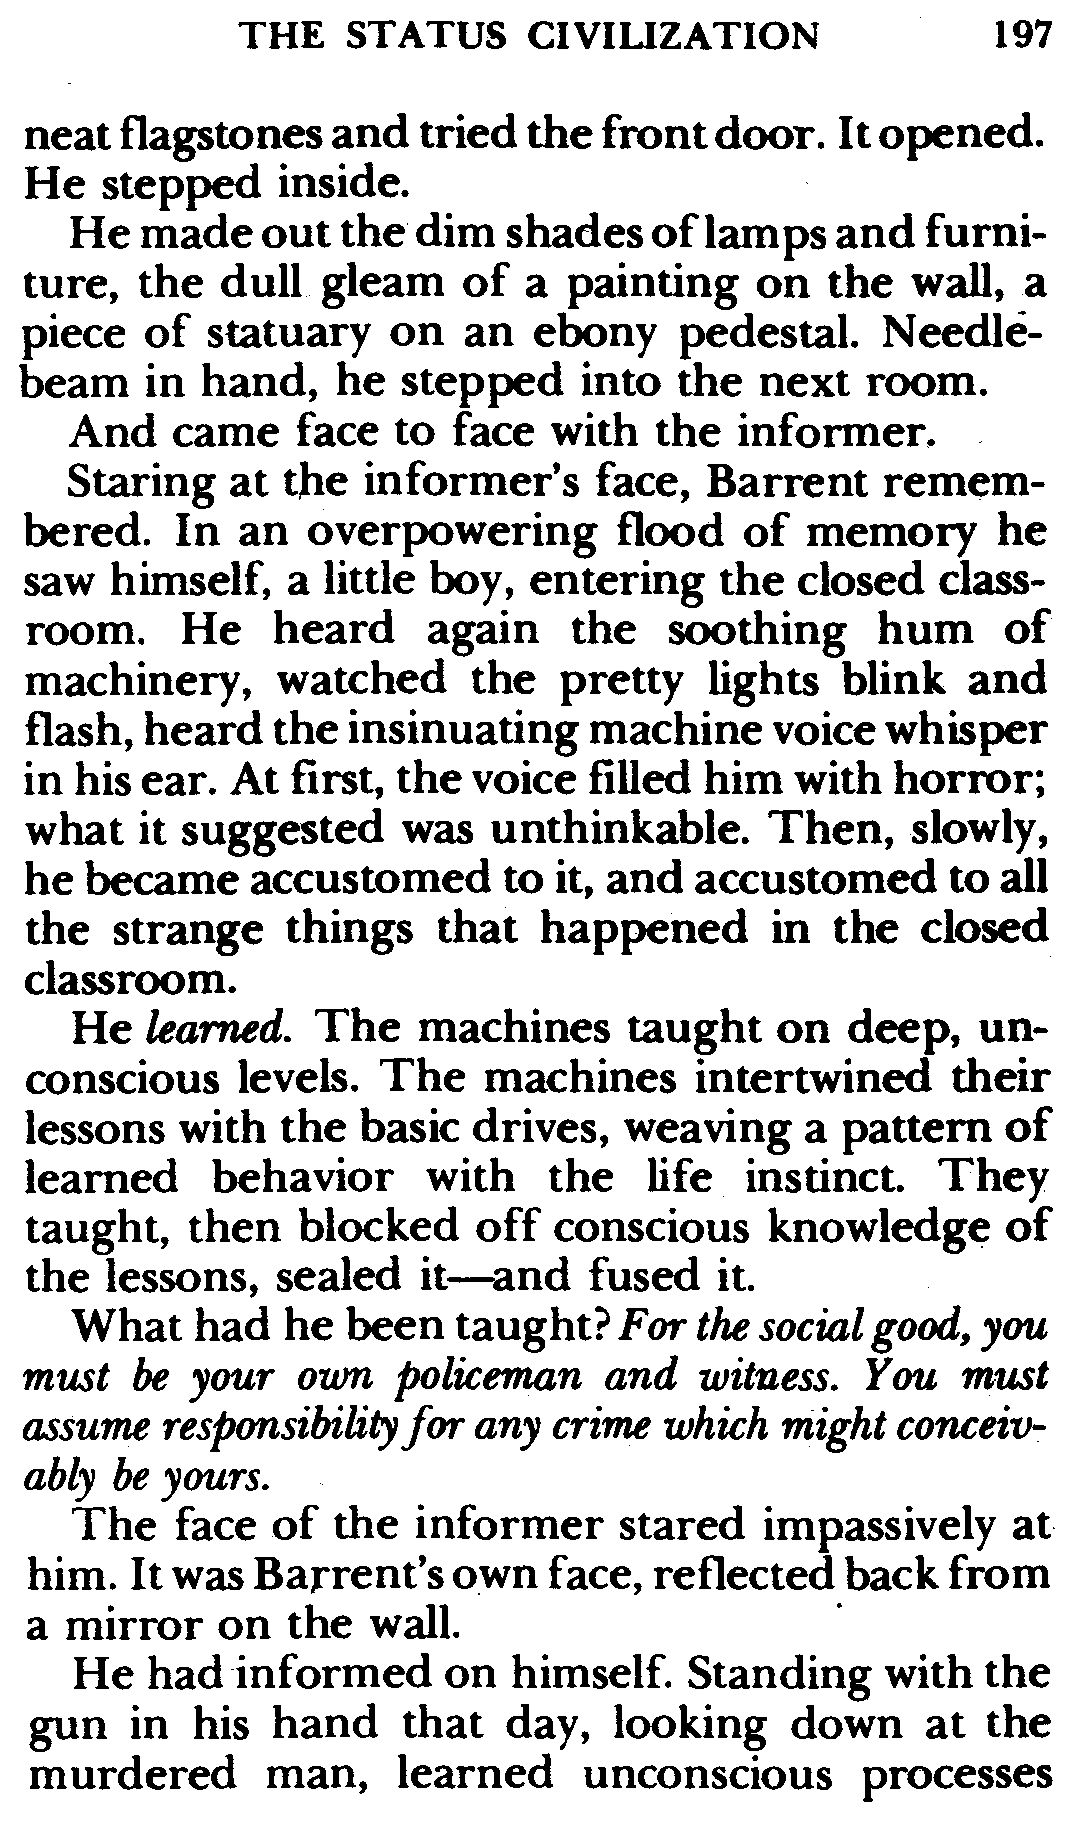 THE STATUS CIVILIZATION 197
neat flagstones and tried the front door. It opened.
He stepped inside.
He made out the dim shades of lamps and furni-
ture, the dull gleam of a painting on the wall, a
piece of statuary on an ebony pedestal. Needle-
beam in hand, he stepped into the next room.
And came face to face with the informer.
Staring at the informer's face, Barrent remem-
bered. In an overpowering flood of memory he
saw himself, a little boy, entering the closed class-
room. He heard again the soothing hum of
machinery, watched the pretty lights blink and
flash, heard the insinuating machine voice whisper
in his ear. At first, the voice filled him with horror;
what it suggested was unthinkable. Then, slowly,
he became accustomed to it, and accustomed to all
the strange things that happened in the closed
classroom.
He learned. The machines taught on deep, un-
conscious levels. The machines intertwined their
lessons with the basic drives, weaving a pattern of
learned behavior with the life instinct. They
taught, then blocked off conscious knowledge of
the lessons, sealed it—and fused it.
What had he been taught? For the social good, you
must be your own policeman and witness. You must
assume responsibility for any crime which might conceiv-
ably be yours.
The face of the informer stared impassively at
him. It was Barrent's own face, reflected back from
a mirror on the wall.
He had informed on himself. Standing with the
gun in his hand that day, looking down at the
murdered man, learned unconscious processes